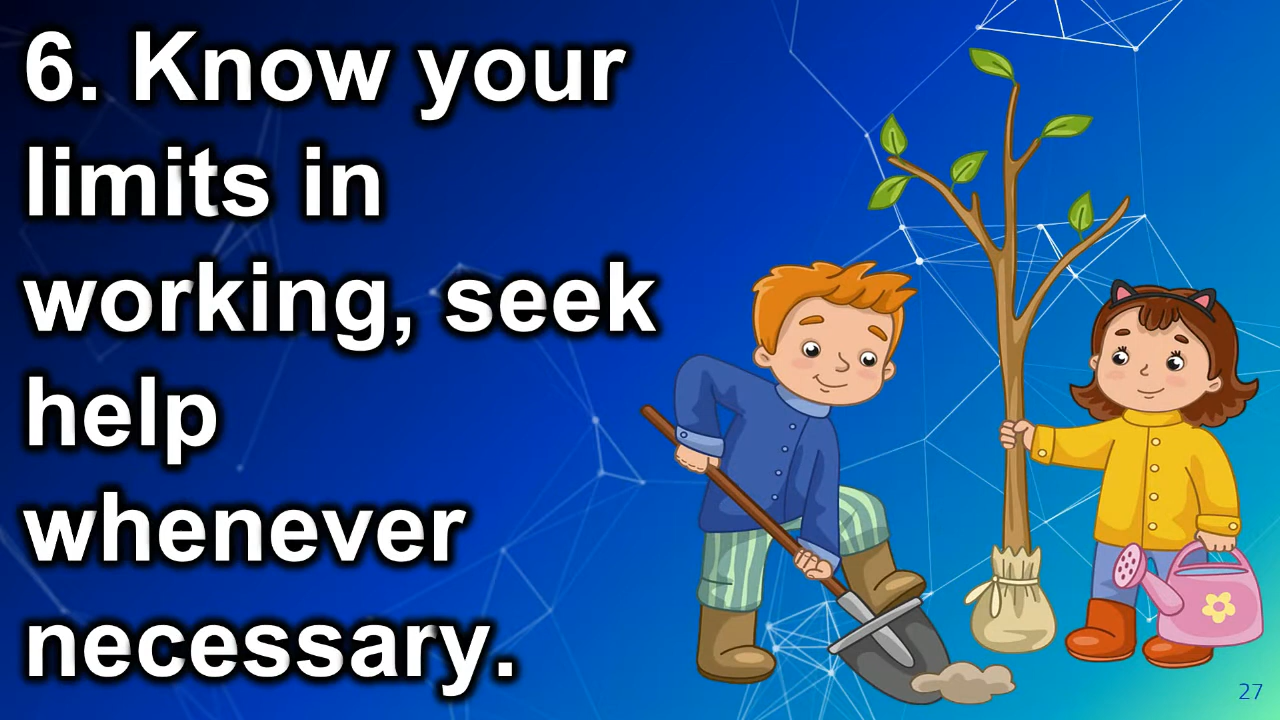 6. Know your
limits in
working, seek
help
whenever
necessary.
27